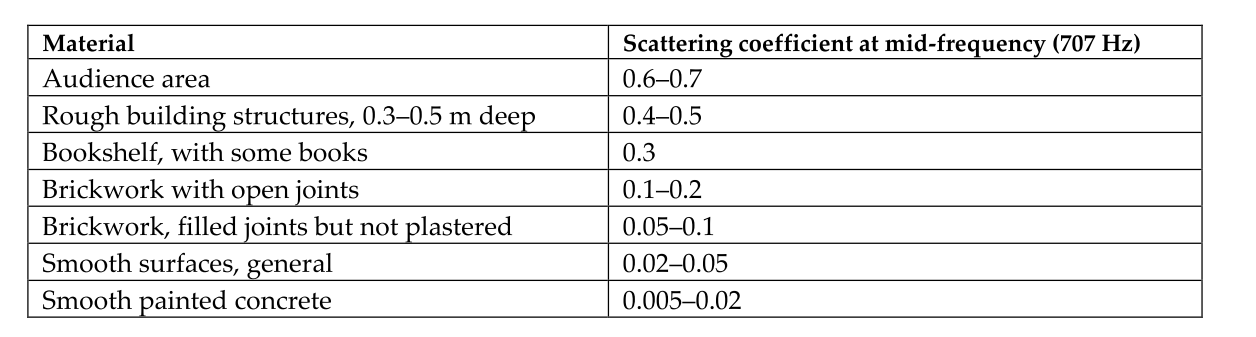 Material Scattering coefficient at mid-frequency (707 Hz)
Audience area 0.6–0.7
Rough building structures, 0.3–0.5 m deep 0.4–0.5
Bookshelf, with some books 0.3
Brickwork with open joints 0.1–0.2
Brickwork, filled joints but not plastered 0.05–0.1
Smooth surfaces, general 0.02–0.05
Smooth painted concrete 0.005–0.02